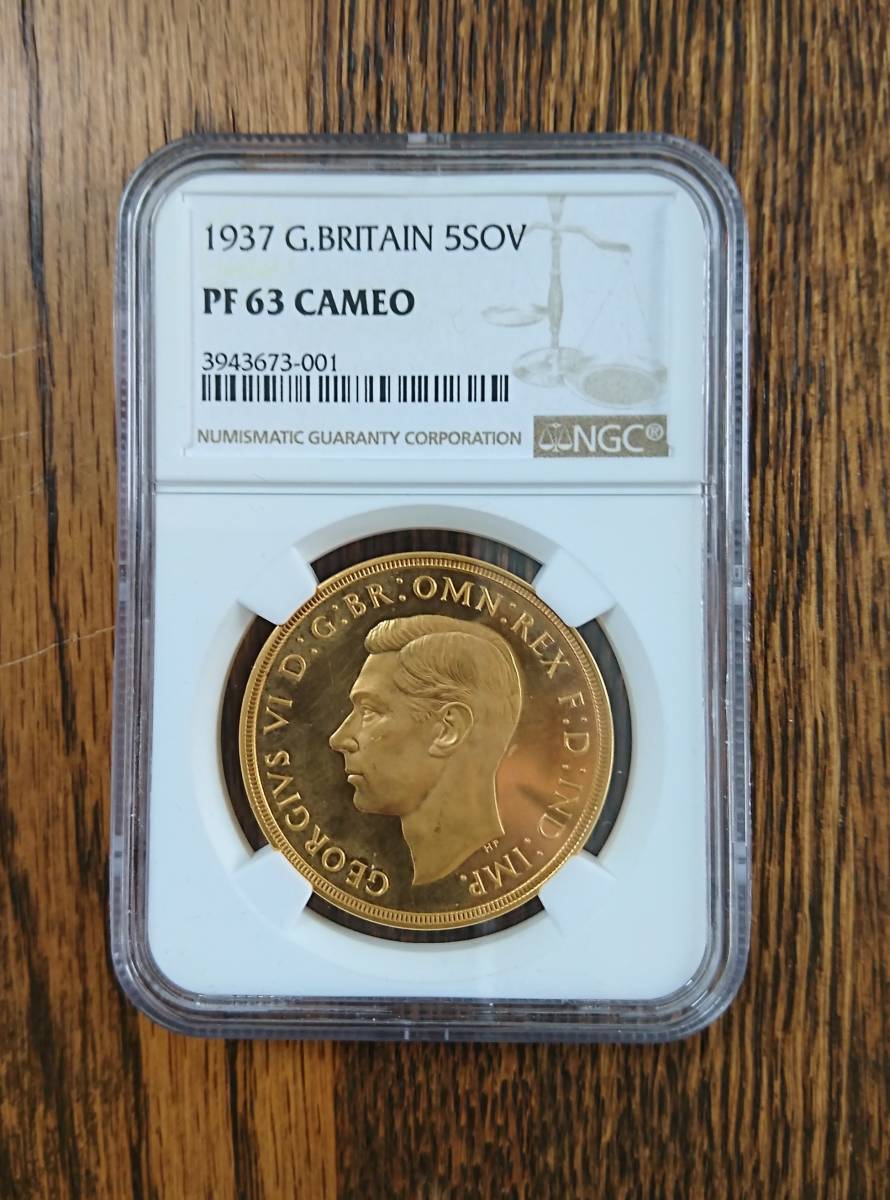 1937 G.BRITAIN 5SOV
PF 63 CAMEO
3943673-001
NUMISMATIC GUARANTY CORPORATION
NGC®
GEORGIVS VI D:G:BR:OMN:REX F:D:IND:IMP.
HP